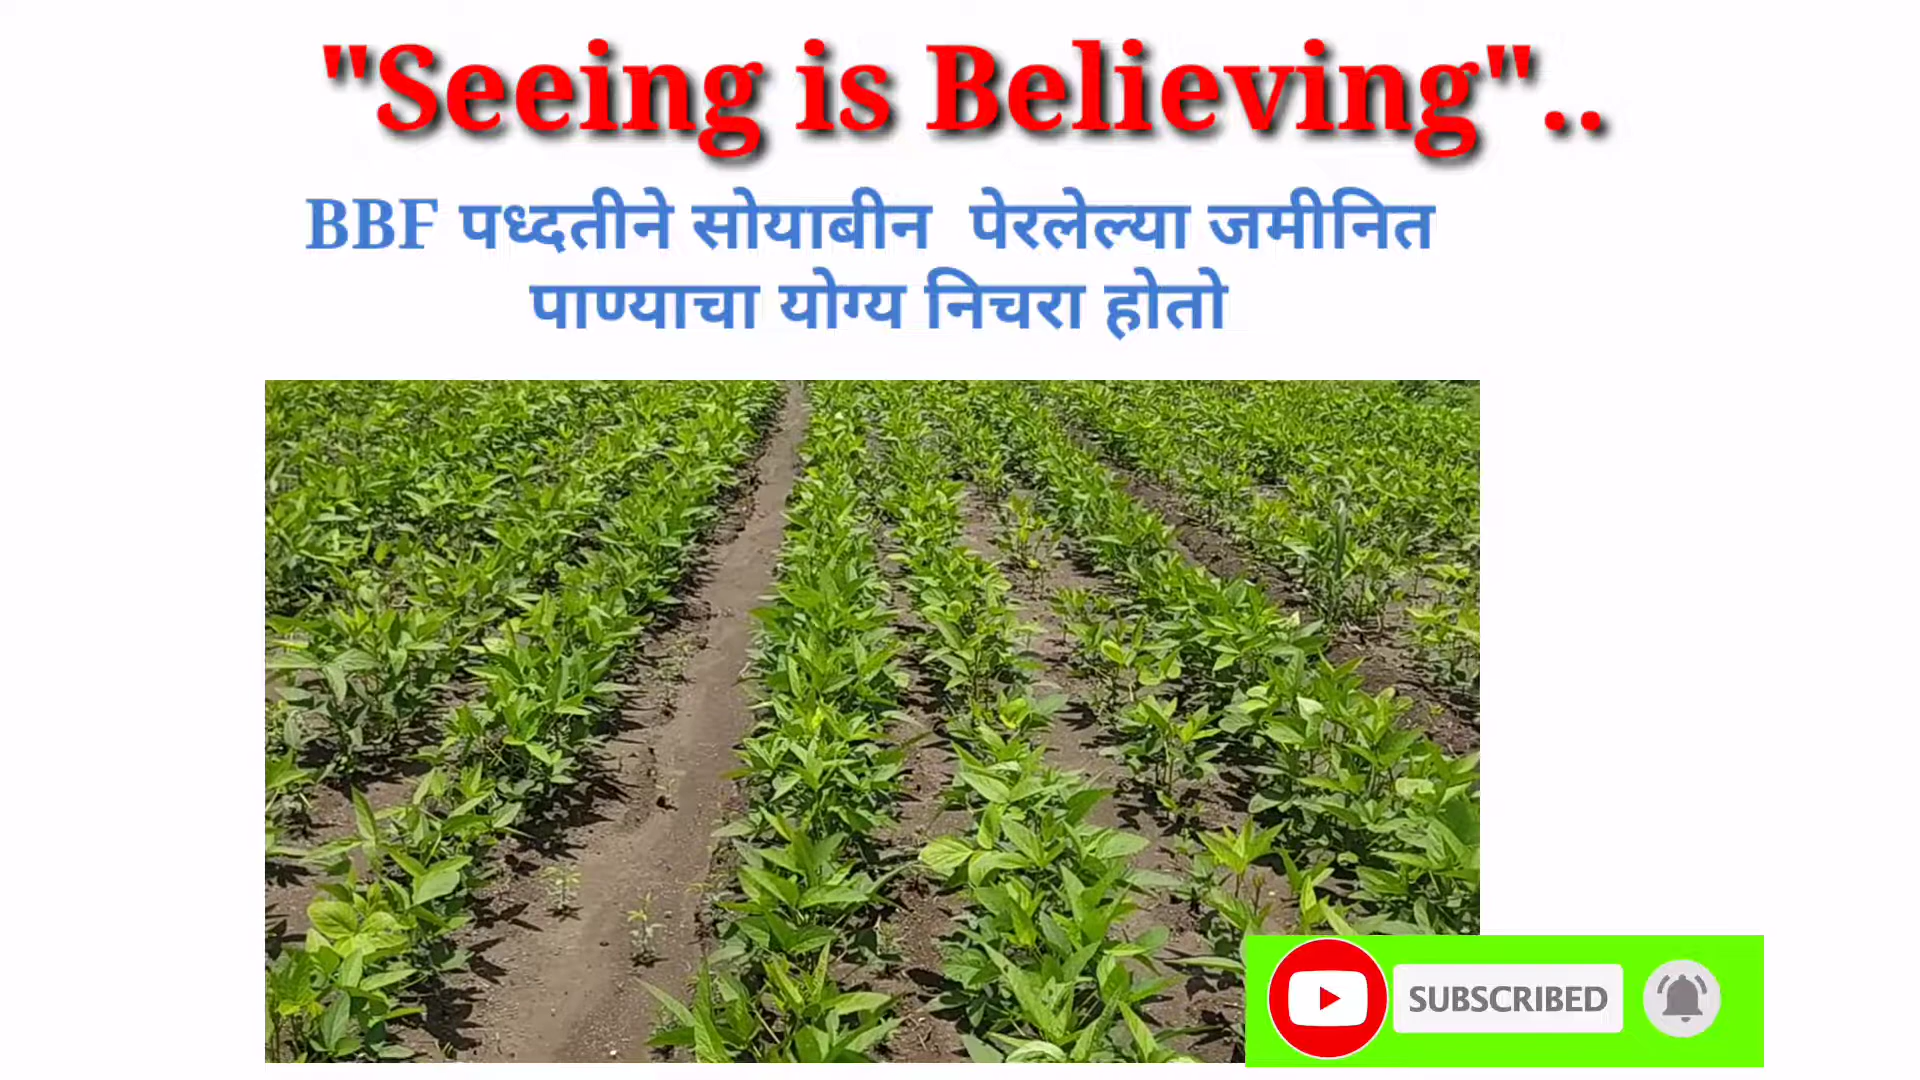 "Seeing is Believing"..
BBF पध्दतीने सोयाबीन पेरलेल्या जमीनित
पाण्याचा योग्य निचरा होतो
SUBSCRIBED